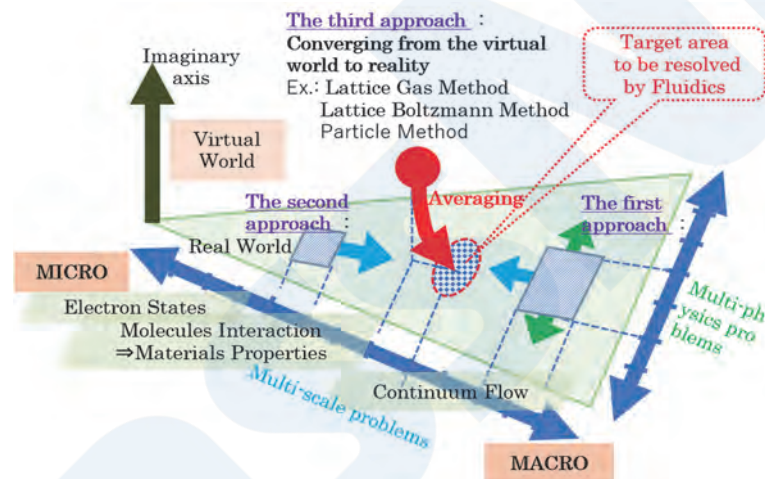 The third approach :
Converging from the virtual
world to reality
Ex.: Lattice Gas Method
Lattice Boltzmann Method
Particle Method
Target area
to be resolved
by Fluidics
Imaginary
axis
Virtual
World
Averaging
The second
approach :
Real World
The first
approach :
MICRO
Electron States
Molecules Interaction
⇒Materials Properties
Multi-scale problems
Continuum Flow
MACRO
Multi-ph
ysics pro
blems